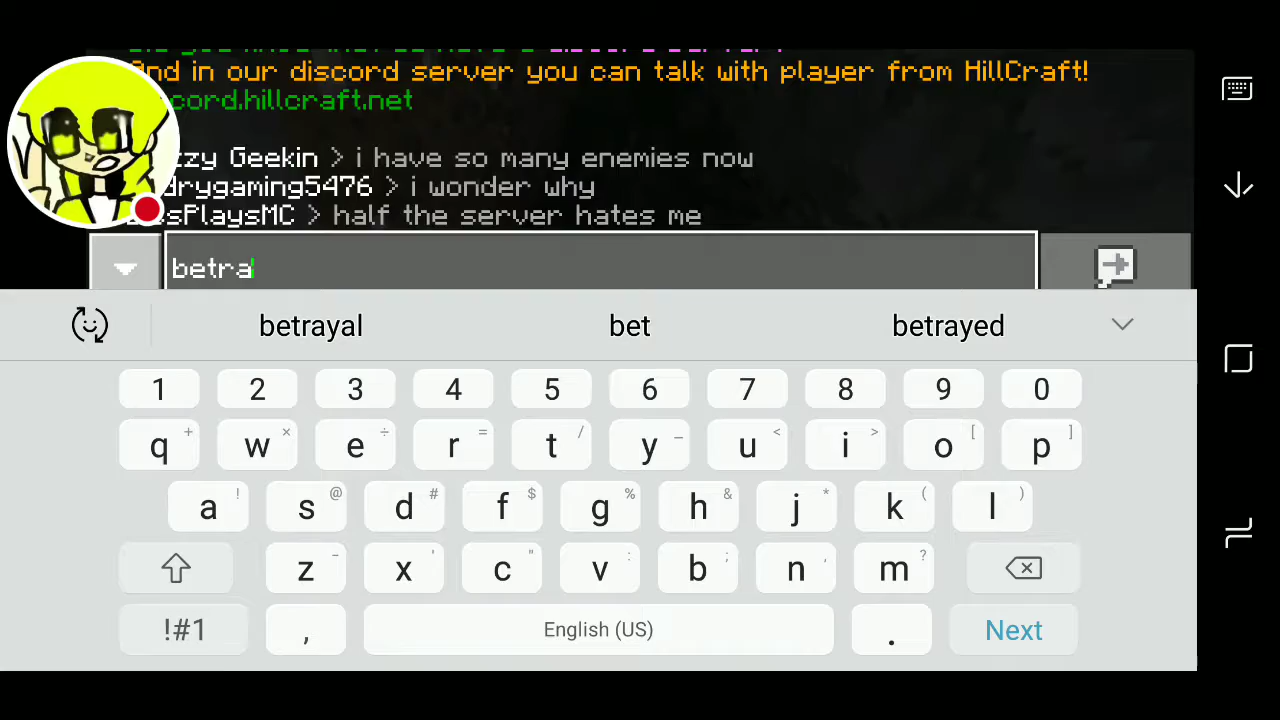 And in our discord server you can talk with player from HillCraft!
cord.hillcraft.net
zzy Geekin > i have so many enemies now
drygaming5476 > i wonder why
sPlaysMC > half the server hates me
betra
betrayal bet betrayed
1 2 3 4 5 6 7 8 9 0
q + w × e ÷ r = t / y _ u < i > o [ p ]
a ! s @ d # f $ g % h & j * k ( l )
z - x ' c " v : b ; n , m ?
!#1 , English (US) . Next